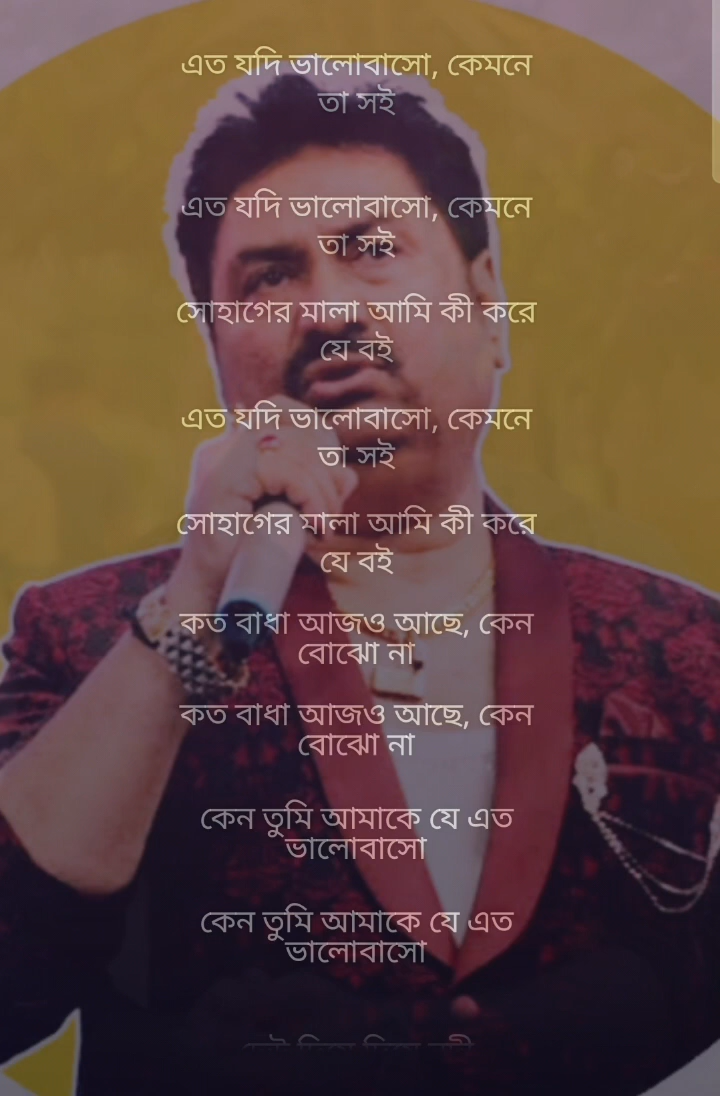 এত যদি ভালোবাসো, কেমনে
তা সই
এত যদি ভালোবাসো, কেমনে
তা সই
সোহাগের মালা আমি কী করে
যে বই
এত যদি ভালোবাসো, কেমনে
তা সই
সোহাগের মালা আমি কী করে
যে বই
কত বাধা আজও আছে, কেন
বোঝো না
কত বাধা আজও আছে, কেন
বোঝো না
কেন তুমি আমাকে যে এত
ভালোবাসো
কেন তুমি আমাকে যে এত
ভালোবাসো